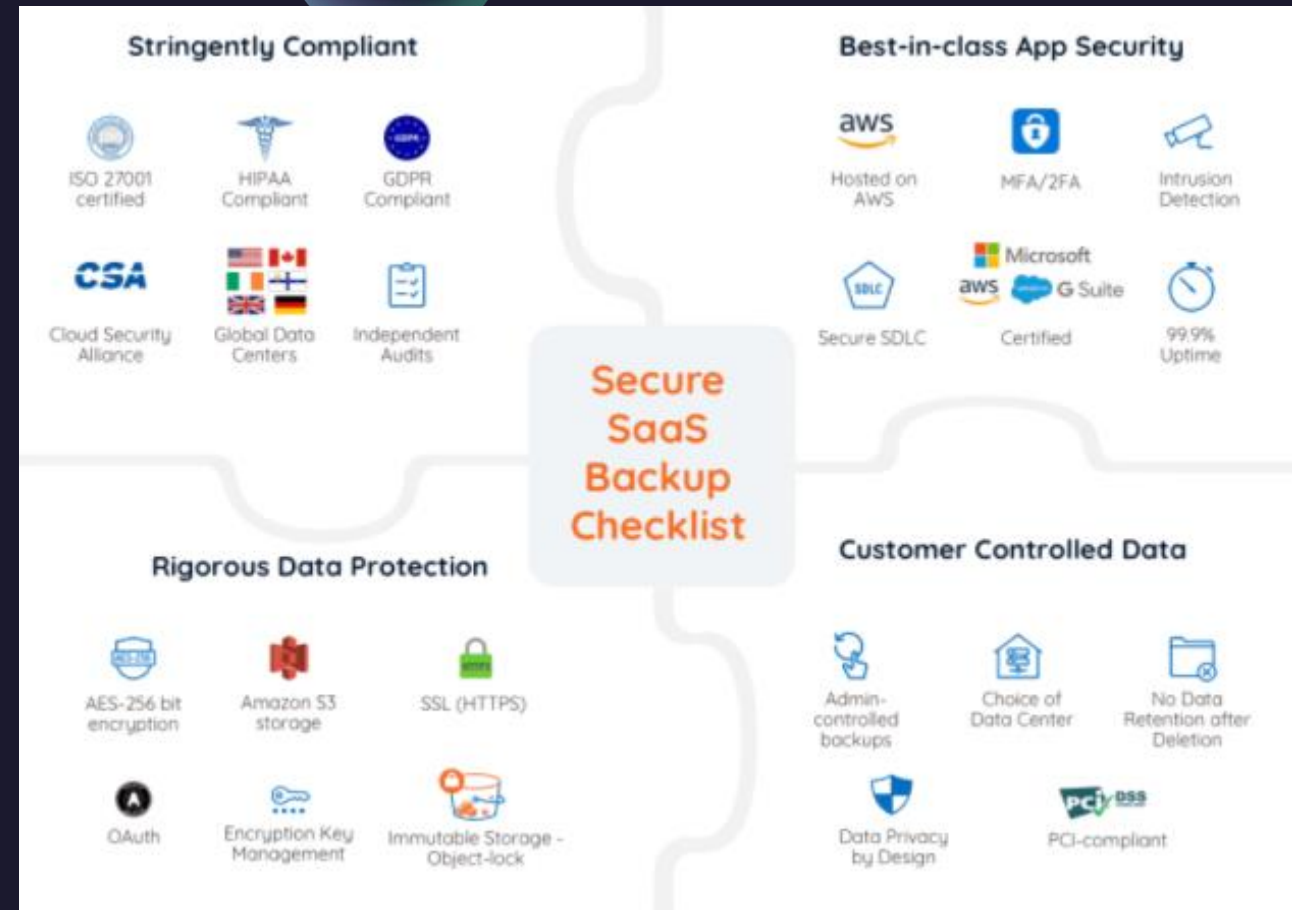 Stringently Compliant
ISO 27001
certified
HIPAA
Compliant
GDPR
GDPR
Compliant
CSA
Cloud Security
Alliance
Global Data
Centers
Independent
Audits
Best-in-class App Security
aws
Hosted on
AWS
MFA/2FA
Intrusion
Detection
SDLC
Secure SDLC
Microsoft
aws
G Suite
Certified
99.9%
Uptime
Secure
SaaS
Backup
Checklist
Rigorous Data Protection
AES-256
AES-256 bit
encryption
Amazon S3
storage
HTTPS
SSL (HTTPS)
OAuth
Encryption Key
Management
Immutable Storage -
Object-lock
Customer Controlled Data
Admin-
controlled
backups
Choice of
Data Center
No Data
Retention after
Deletion
Data Privacy
by Design
PCI DSS
PCI-compliant